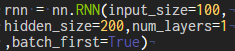 rnn = nn.RNN(input_size=100,
hidden_size=200,num_layers=1
,batch_first=True)